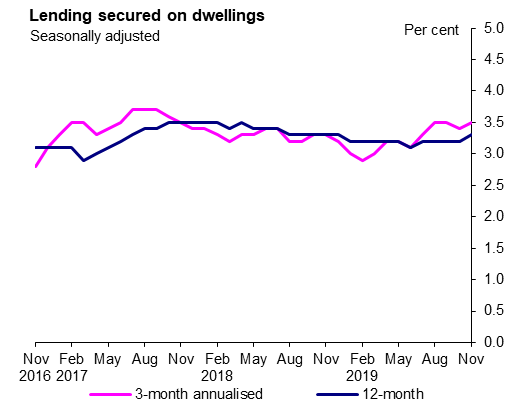 Lending secured on dwellings
Seasonally adjusted
Per cent
5.0
4.5
4.0
3.5
3.0
2.5
2.0
1.5
1.0
0.5
0.0
Nov Feb May Aug Nov Feb May Aug Nov Feb May Aug Nov
2016 2017 2018 2019
3-month annualised 12-month